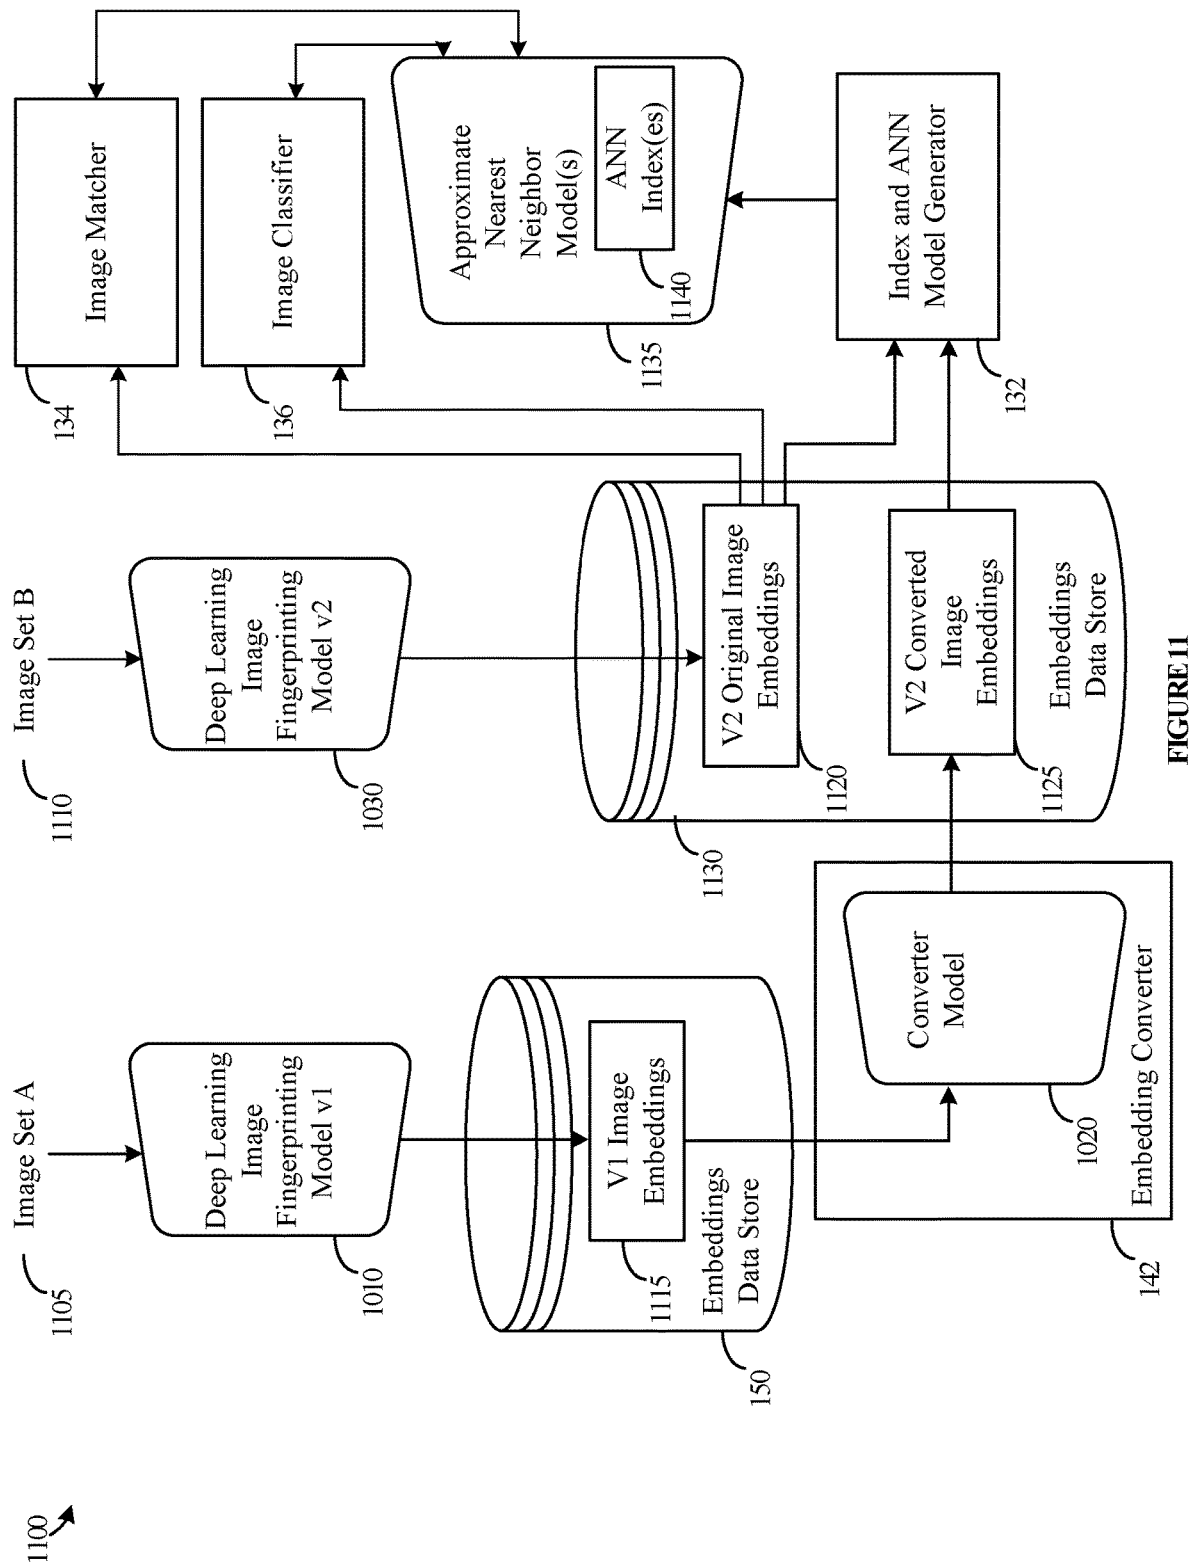 1100
1105
Image Set A
Deep Learning
Image
Fingerprinting
Model v1
1010
V1 Image
Embeddings
1115
Embeddings
Data Store
150
Converter
Model
1020
Embedding Converter
142
1110
Image Set B
Deep Learning
Image
Fingerprinting
Model v2
1030
V2 Original Image
Embeddings
1120
V2 Converted
Image
Embeddings
1125
Embeddings
Data Store
1130
Image Matcher
134
Image Classifier
136
Approximate
Nearest
Neighbor
Model(s)
ANN
Index(es)
1140
1135
Index and ANN
Model Generator
132
FIGURE 11